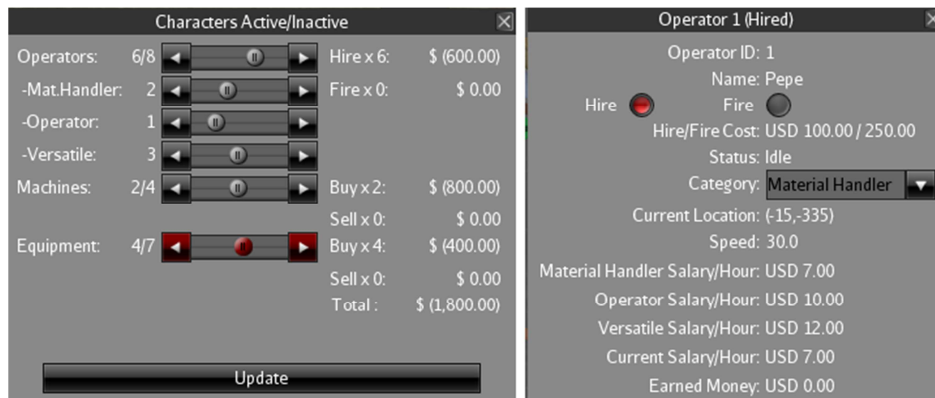 Characters Active/Inactive
Operators: 6/8 Hire x 6: $ (600.00)
-Mat.Handler: 2 Fire x 0: $ 0.00
-Operator: 1
-Versatile: 3
Machines: 2/4 Buy x 2: $ (800.00)
Sell x 0: $ 0.00
Equipment: 4/7 Buy x 4: $ (400.00)
Sell x 0: $ 0.00
Total : $ (1,800.00)
Update
Operator 1 (Hired)
Operator ID: 1
Name: Pepe
Hire Fire
Hire/Fire Cost: USD 100.00 / 250.00
Status: Idle
Category: Material Handler
Current Location: (-15,-335)
Speed: 30.0
Material Handler Salary/Hour: USD 7.00
Operator Salary/Hour: USD 10.00
Versatile Salary/Hour: USD 12.00
Current Salary/Hour: USD 7.00
Earned Money: USD 0.00